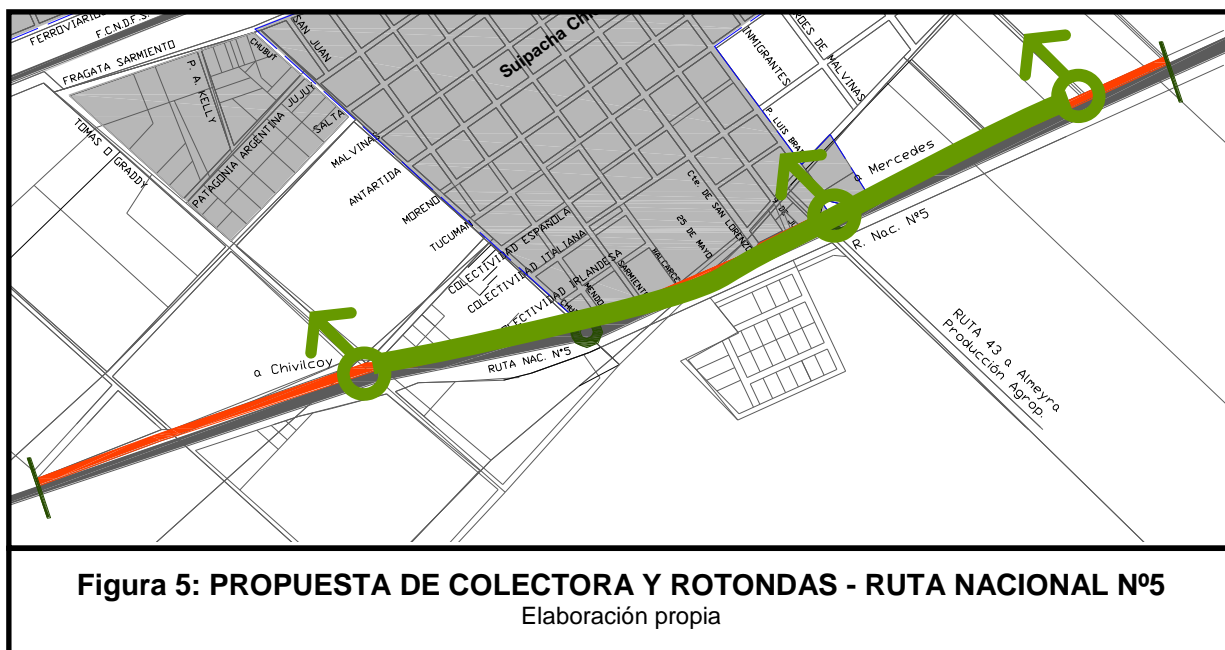 FERROVIARIO
F.C.N.D.F.S.
FRAGATA SARMIENTO
CHUBUT
SAN JUAN
Suipacha
INMIGRANTES
DE MALVINAS
P. A. KELLY
JUJUY
SALTA
PATAGONIA ARGENTINA
TOMAS O GRADDY
MALVINAS
ANTARTIDA
MORENO
TUCUMAN
COLECTIVIDAD ESPAÑOLA
COLECTIVIDAD ITALIANA
COLECTIVIDAD IRLANDESA
MENDO
SARMIENTO
BALCARCE
25 DE MAYO
Cte. DE SAN LORENZO
P. LUIS
a Mercedes
R. Nac. Nº5
RUTA NAC. Nº5
a Chivilcoy
RUTA 43 a Almeyra
Producción Agrop.
Figura 5: PROPUESTA DE COLECTORA Y ROTONDAS - RUTA NACIONAL Nº5
Elaboración propia